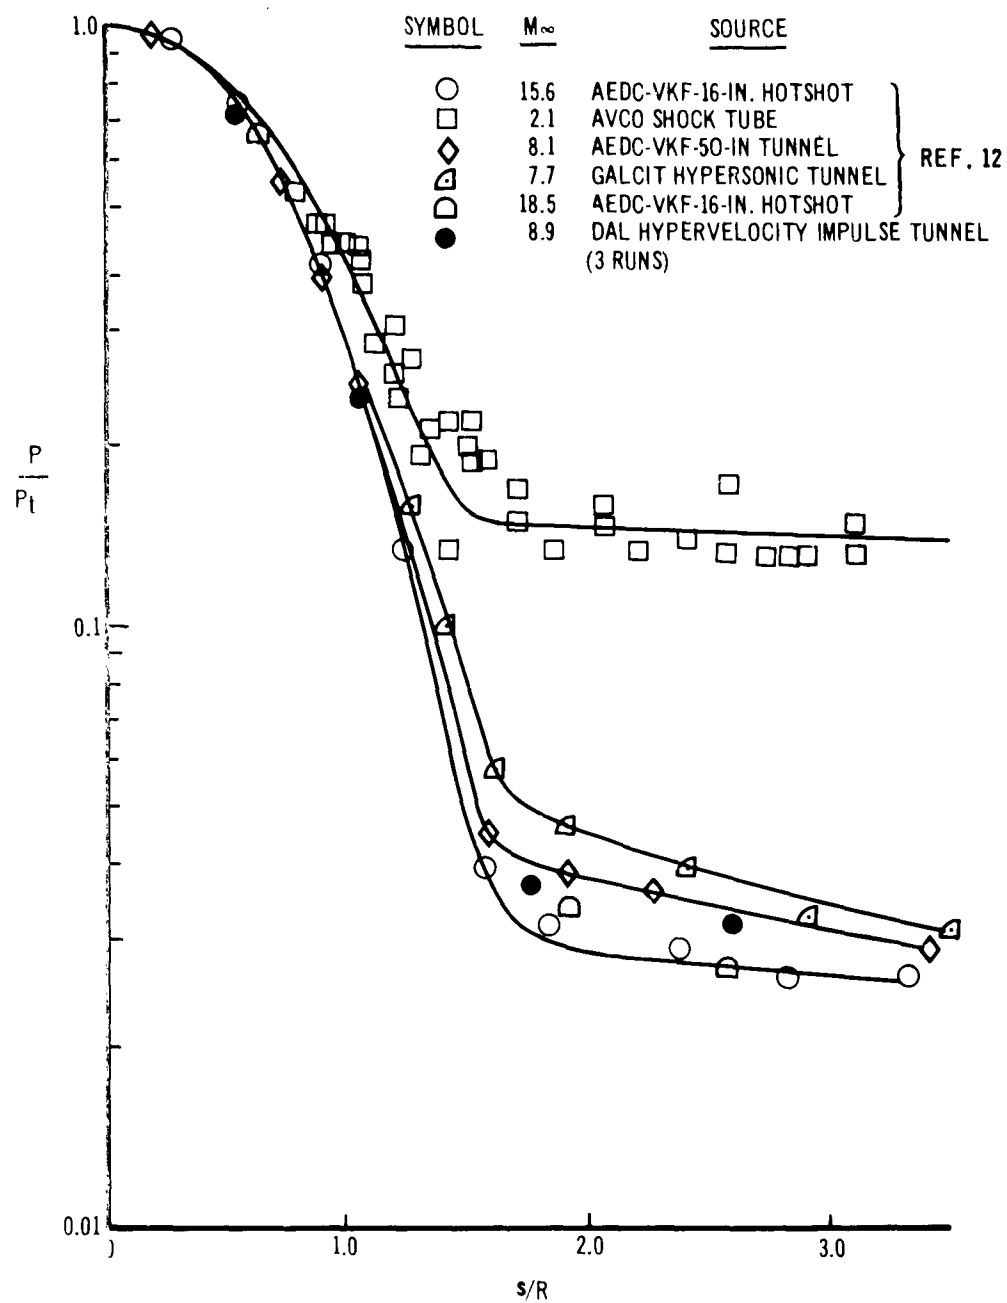 SYMBOL M∞ SOURCE
15.6 AEDC-VKF-16-IN. HOTSHOT
2.1 AVCO SHOCK TUBE
8.1 AEDC-VKF-50-IN TUNNEL
7.7 GALCIT HYPERSONIC TUNNEL
18.5 AEDC-VKF-16-IN. HOTSHOT
REF. 12
8.9 DAL HYPERVELOCITY IMPULSE TUNNEL
(3 RUNS)
1.0
P
Pt
0.1
0.01
) 1.0 2.0 3.0
s/R